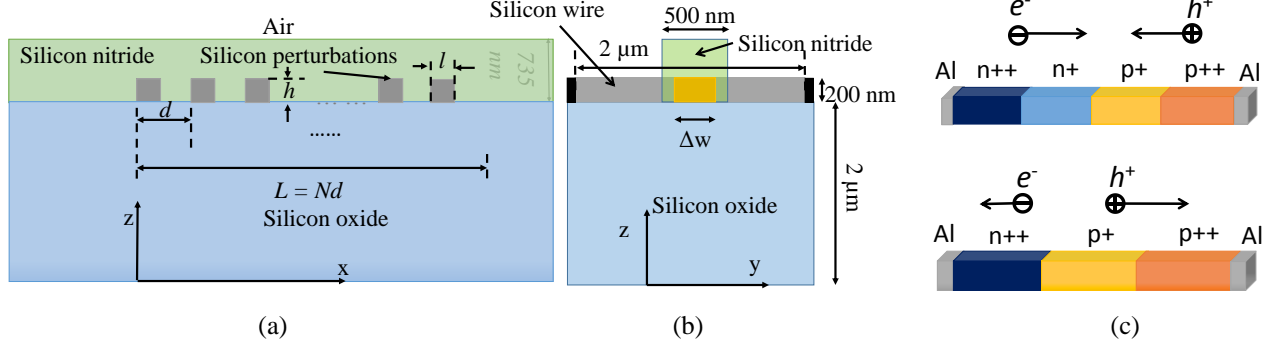 Air
Silicon nitride
Silicon perturbations
l
735 nm
h
d
......
......
L = Nd
Silicon oxide
z
x
(a)
Silicon wire
500 nm
2 µm
Silicon nitride
200 nm
Δw
2 µm
Silicon oxide
z
y
(b)
e-
h+
Al
n++
n+
p+
p++
Al
e-
h+
Al
n++
p+
p++
Al
(c)